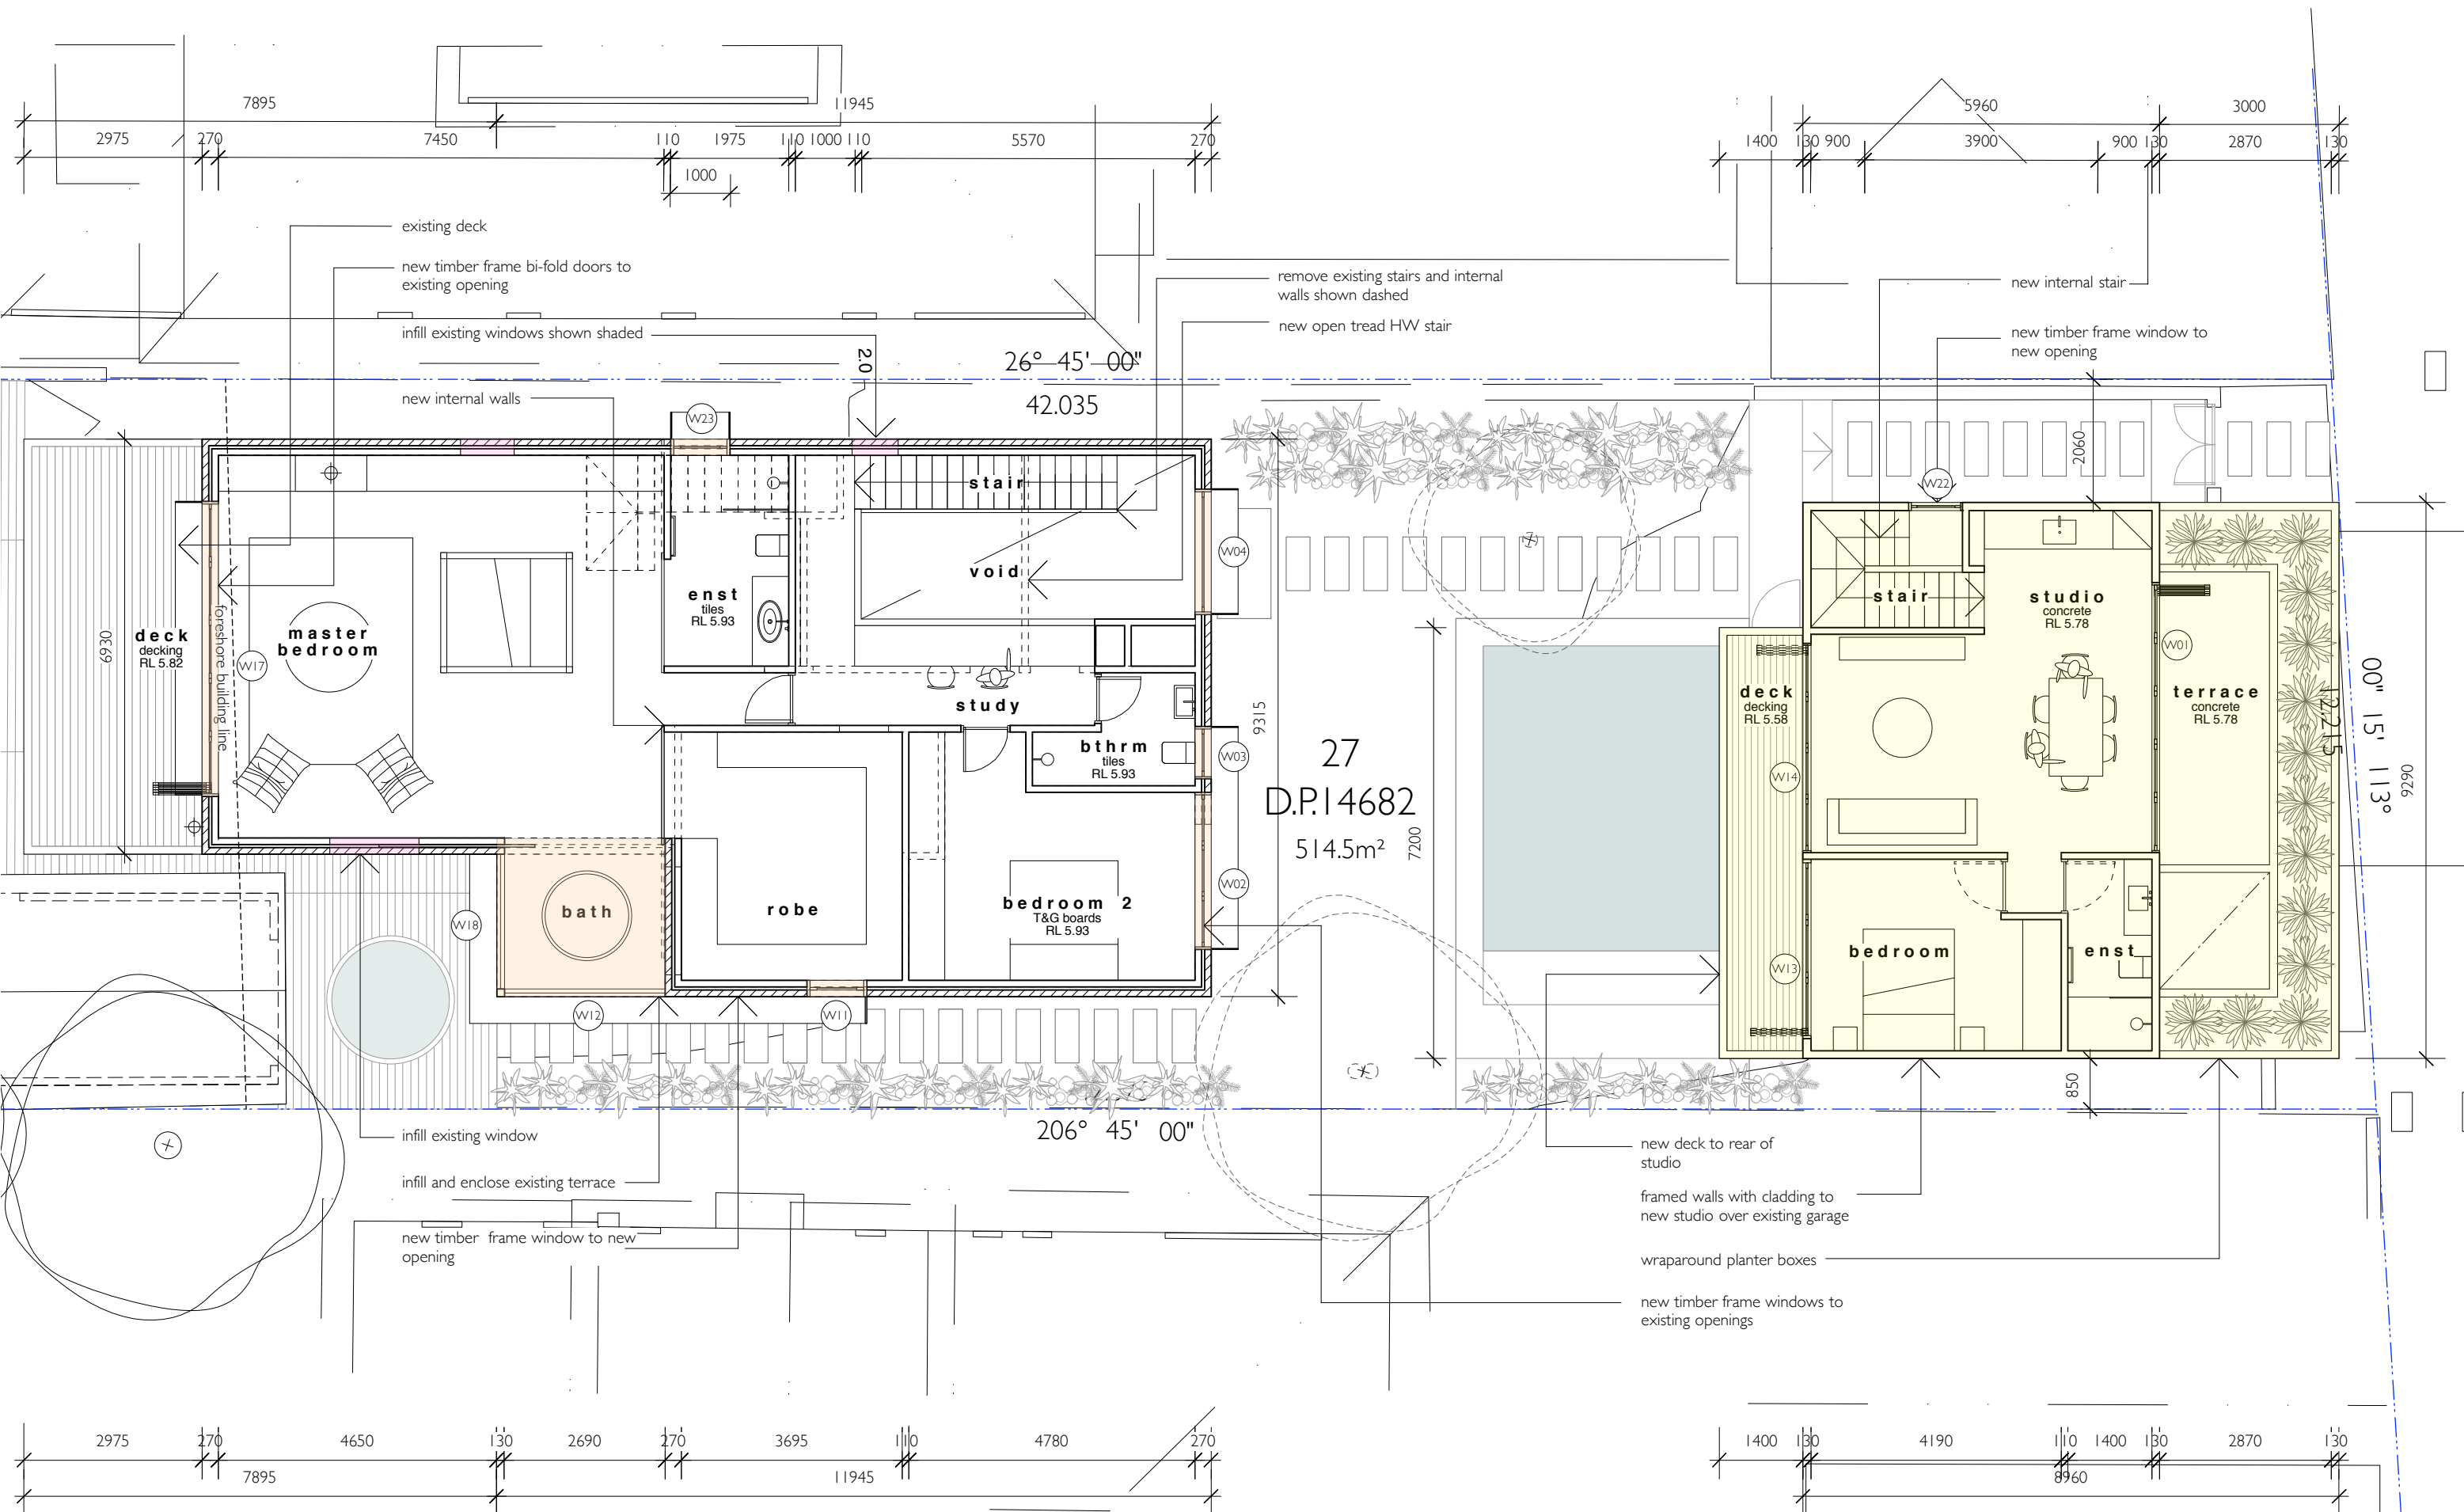 7895
11945
5960
3000
2975
270
7450
110
1975
110
1000
110
5570
270
1400
130
900
3900
900
130
2870
130
1000
existing deck
new timber frame bi-fold doors to
existing opening
infill existing windows shown shaded
new internal walls
remove existing stairs and internal
walls shown dashed
new open tread HW stair
new internal stair
new timber frame window to
new opening
2.0
26° 45' 00"
42.035
W23
2060
W22
stair
void
W04
enst
tiles
RL 5.93
stair
studio
concrete
RL 5.78
6930
deck
decking
RL 5.82
foreshore building line
W17
master
bedroom
W01
study
deck
decking
RL 5.58
terrace
concrete
RL 5.78
12.215
00" 15' 113°
9290
9315
bthrm
tiles
RL 5.93
W03
27
D.P.14682
514.5m²
7200
W14
W02
W18
bath
robe
bedroom 2
T&G boards
RL 5.93
bedroom
enst
W13
W12
W11
850
206° 45' 00"
infill existing window
infill and enclose existing terrace
new timber frame window to new
opening
new deck to rear of
studio
framed walls with cladding to
new studio over existing garage
wraparound planter boxes
new timber frame windows to
existing openings
2975
270
4650
130
2690
270
3695
110
4780
270
1400
130
4190
110
1400
130
2870
130
7895
11945
8960